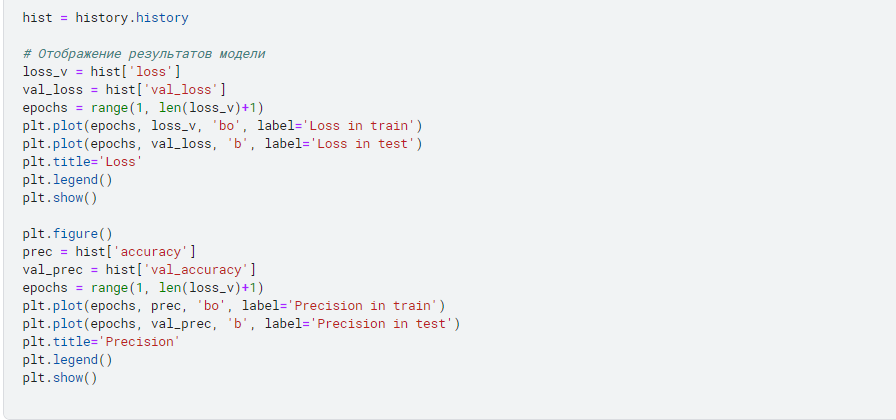 hist = history.history
# Отображение результатов модели
loss_v = hist['loss']
val_loss = hist['val_loss']
epochs = range(1, len(loss_v)+1)
plt.plot(epochs, loss_v, 'bo', label='Loss in train')
plt.plot(epochs, val_loss, 'b', label='Loss in test')
plt.title='Loss'
plt.legend()
plt.show()
plt.figure()
prec = hist['accuracy']
val_prec = hist['val_accuracy']
epochs = range(1, len(loss_v)+1)
plt.plot(epochs, prec, 'bo', label='Precision in train')
plt.plot(epochs, val_prec, 'b', label='Precision in test')
plt.title='Precision'
plt.legend()
plt.show()